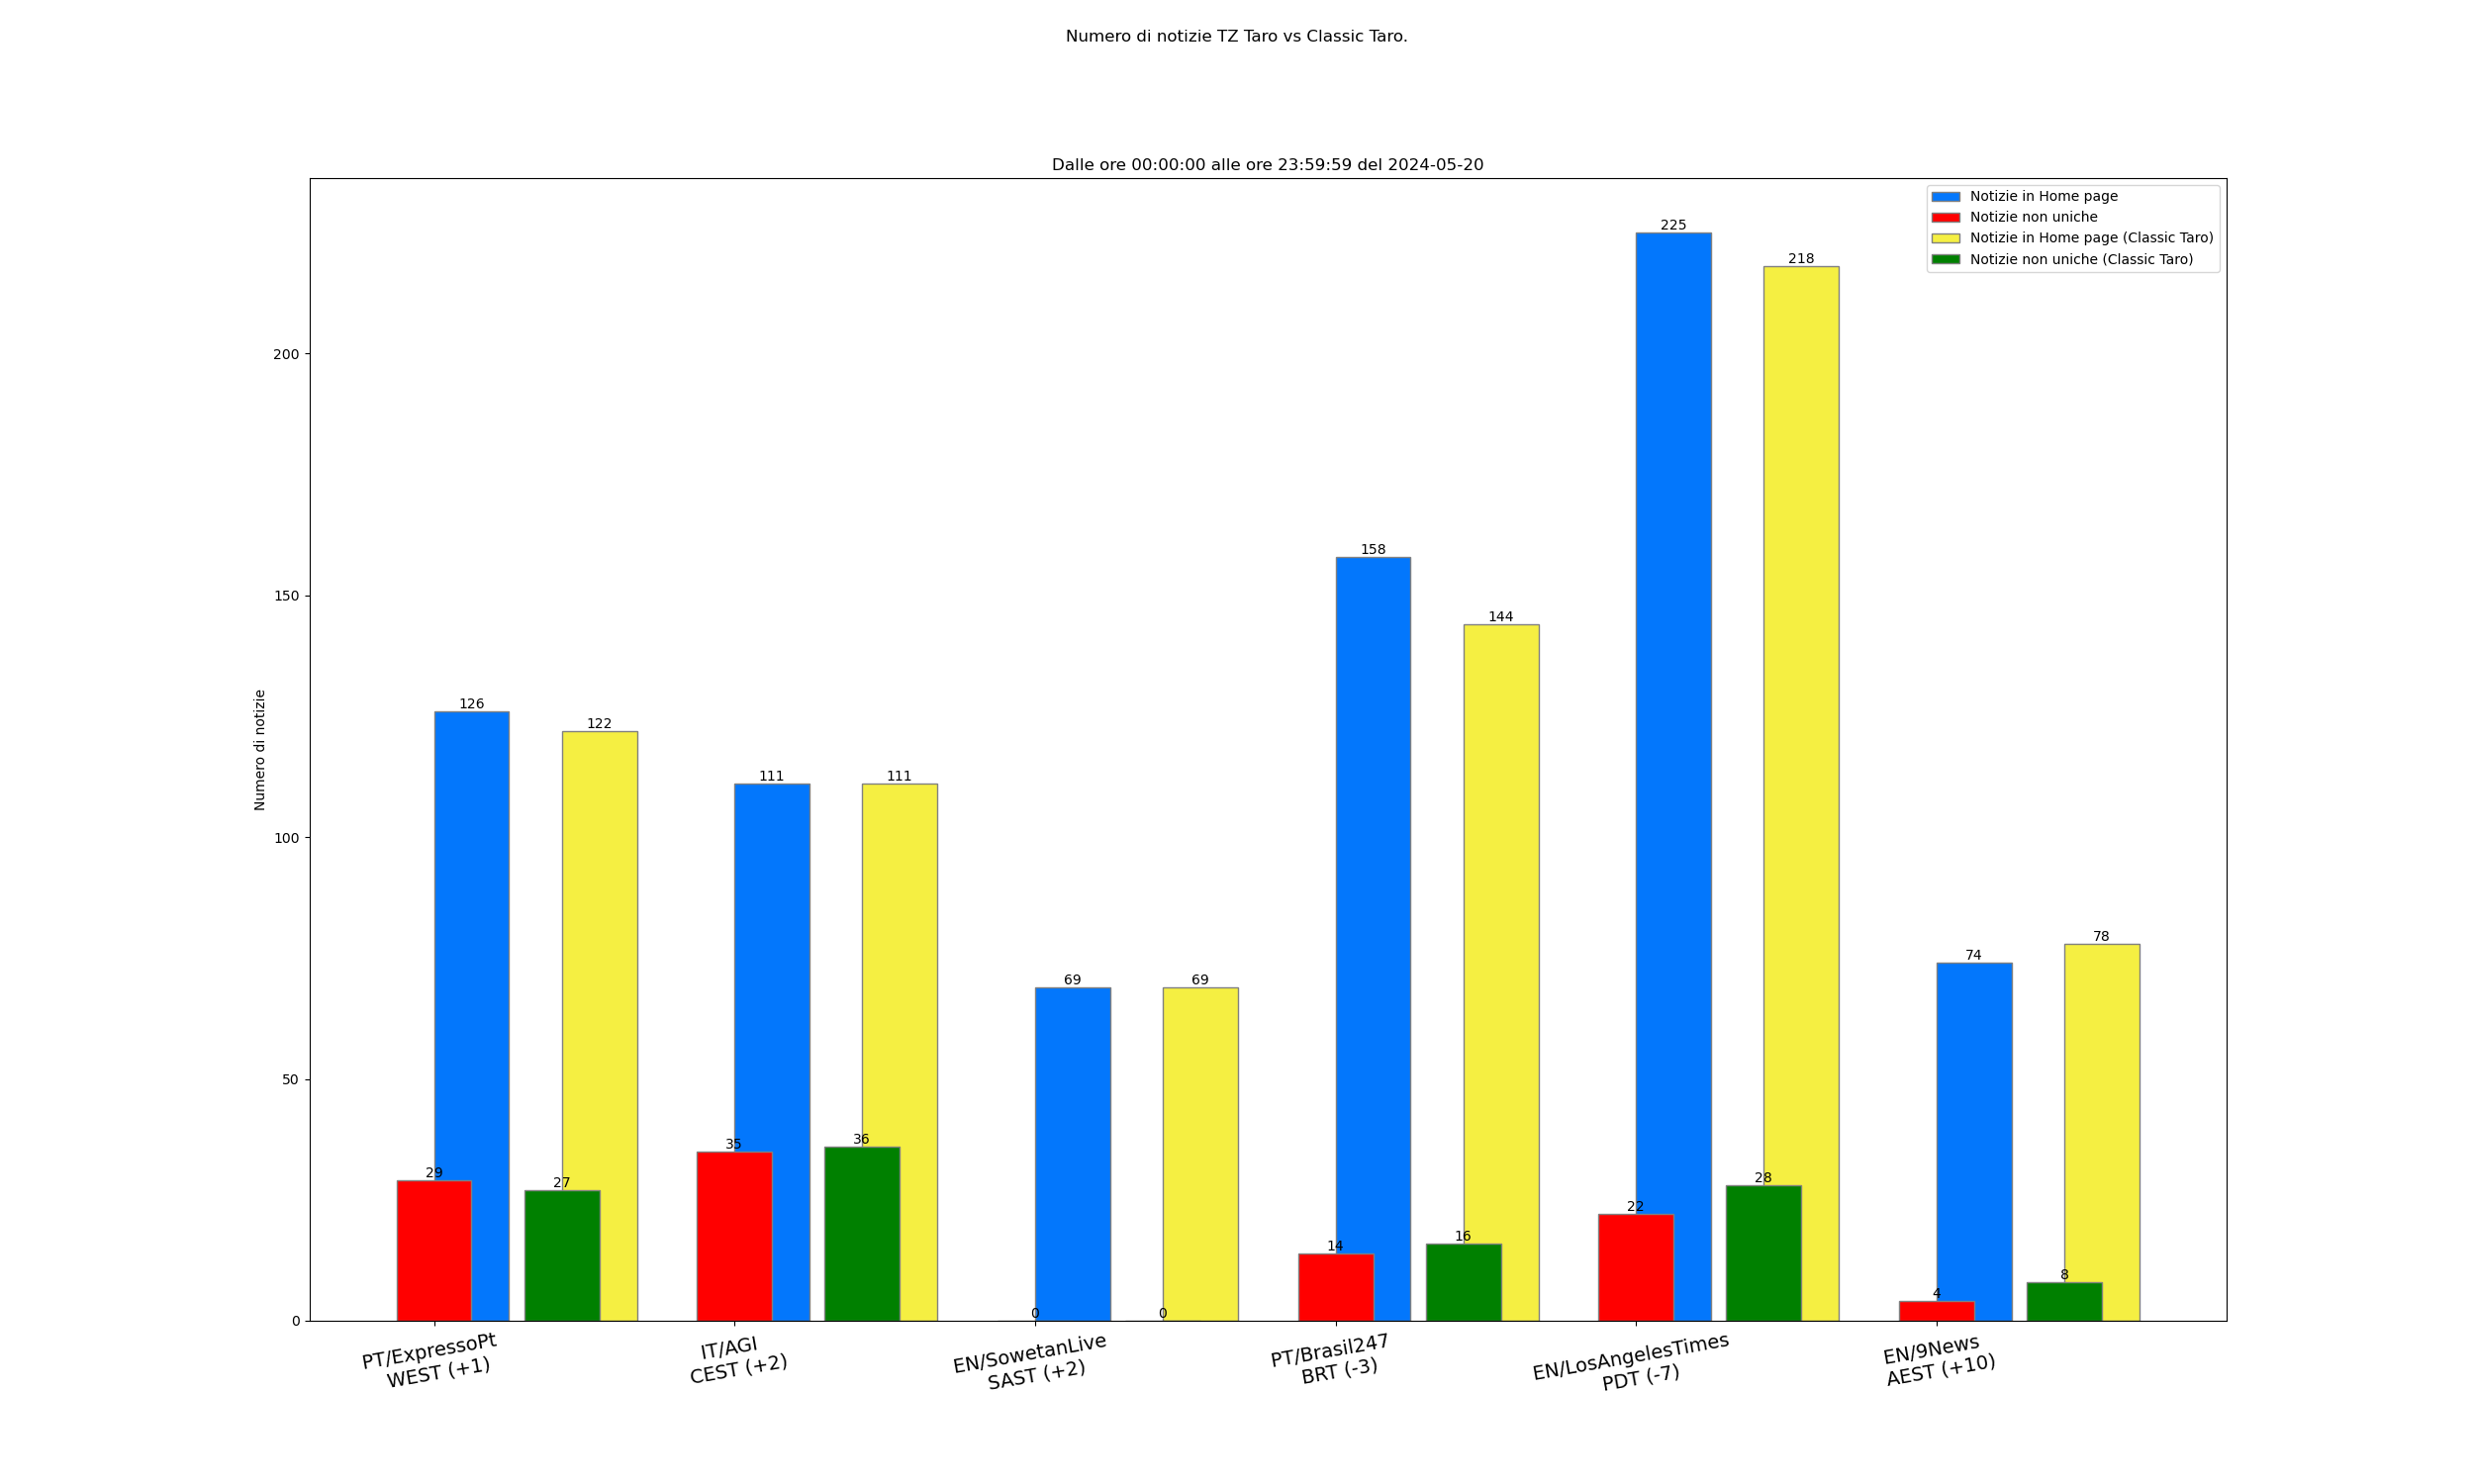 Numero di notizie TZ Taro vs Classic Taro.
Dalle ore 00:00:00 alle ore 23:59:59 del 2024-05-20
Notizie in Home page
Notizie non uniche
Notizie in Home page (Classic Taro)
Notizie non uniche (Classic Taro)
Numero di notizie
200
150
100
50
0
126
122
29
27
111
111
35
36
69
69
0
0
158
144
14
16
225
218
22
28
74
78
4
8
PT/ExpressoPt
WEST (+1)
IT/AGI
CEST (+2)
EN/SowetanLive
SAST (+2)
PT/Brasil247
BRT (-3)
EN/LosAngelesTimes
PDT (-7)
EN/9News
AEST (+10)